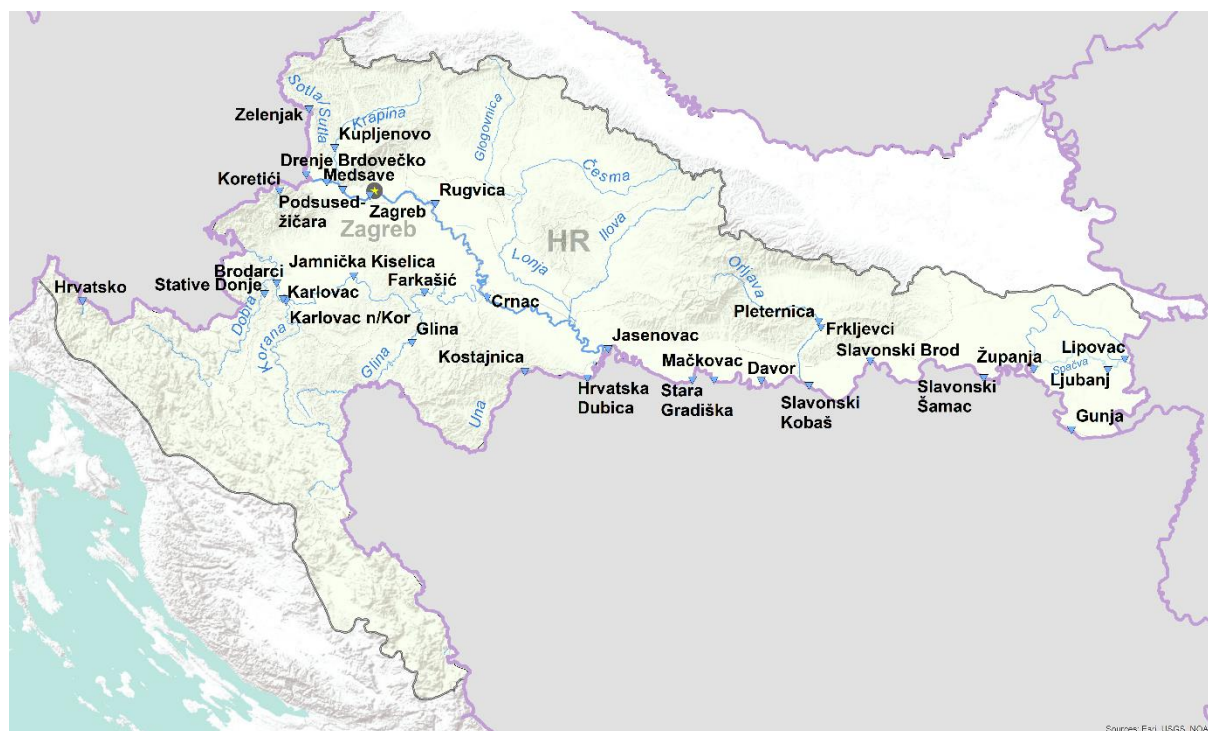 Sotla/Sutla
Zelenjak
Krapina
Kupljenovo
Glogovnica
Drenje Brdovečko
Medsave
Koretići
Podsused-
žičara
Zagreb
Zagreb
Rugvica
Česma
Ilova
HR
Lonja
Jamnička Kiselica
Brodarci
Stative Donje
Farkašić
Hrvatsko
Karlovac
Crnac
Karlovac n/Kor
Dobra
Korana
Glina
Glina
Orljava
Pleternica
Frkljevci
Jasenovac
Kostajnica
Mačkovac
Davor
Slavonski Brod
Županja
Lipovac
Spačva
Ljubanj
Hrvatska
Dubica
Stara
Gradiška
Slavonski
Kobaš
Slavonski
Šamac
Una
Gunja
Sources: Esri, USGS, NOA